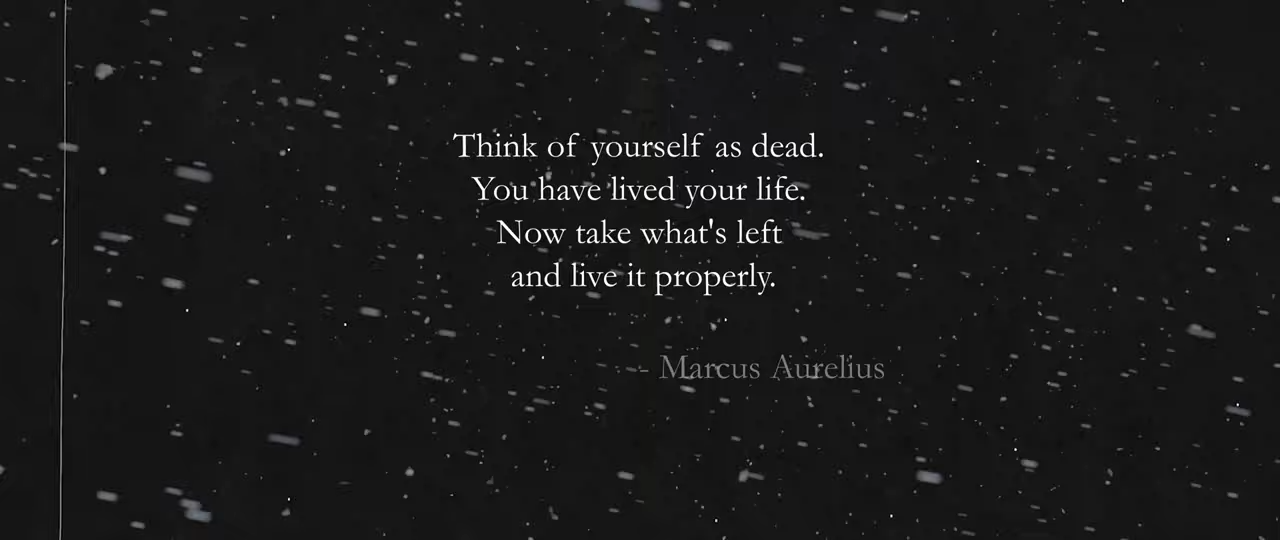 Think of yourself as dead.
You have lived your life.
Now take what's left
and live it properly.
- Marcus Aurelius